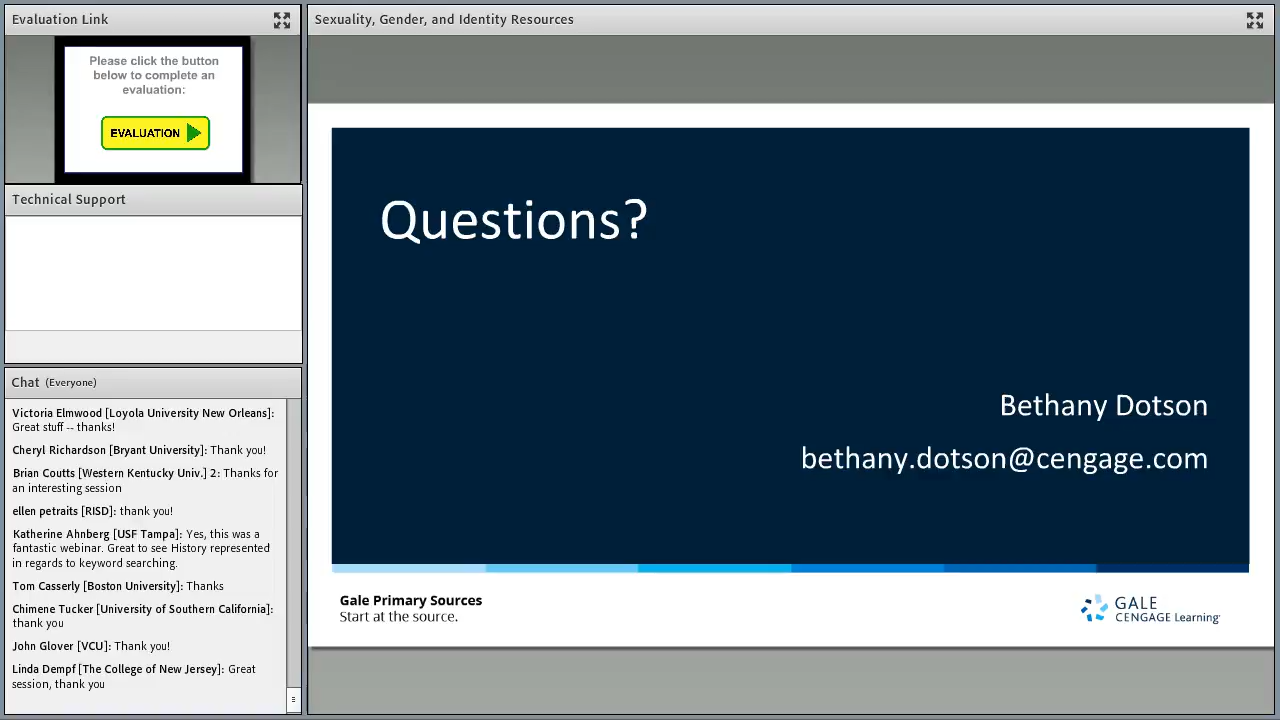 Evaluation Link
Please click the button
below to complete an
evaluation:
EVALUATION
Technical Support
Chat (Everyone)
Victoria Elmwood [Loyola University New Orleans]:
Great stuff -- thanks!
Cheryl Richardson [Bryant University]: Thank you!
Brian Coutts [Western Kentucky Univ.] 2: Thanks for
an interesting session
ellen petraits [RISD]: thank you!
Katherine Ahnberg [USF Tampa]: Yes, this was a
fantastic webinar. Great to see History represented
in regards to keyword searching.
Tom Casserly [Boston University]: Thanks
Chimene Tucker [University of Southern California]:
thank you
John Glover [VCU]: Thank you!
Linda Dempf [The College of New Jersey]: Great
session, thank you
Sexuality, Gender, and Identity Resources
Questions?
Bethany Dotson
bethany.dotson@cengage.com
Gale Primary Sources
Start at the source.
GALE
CENGAGE Learning